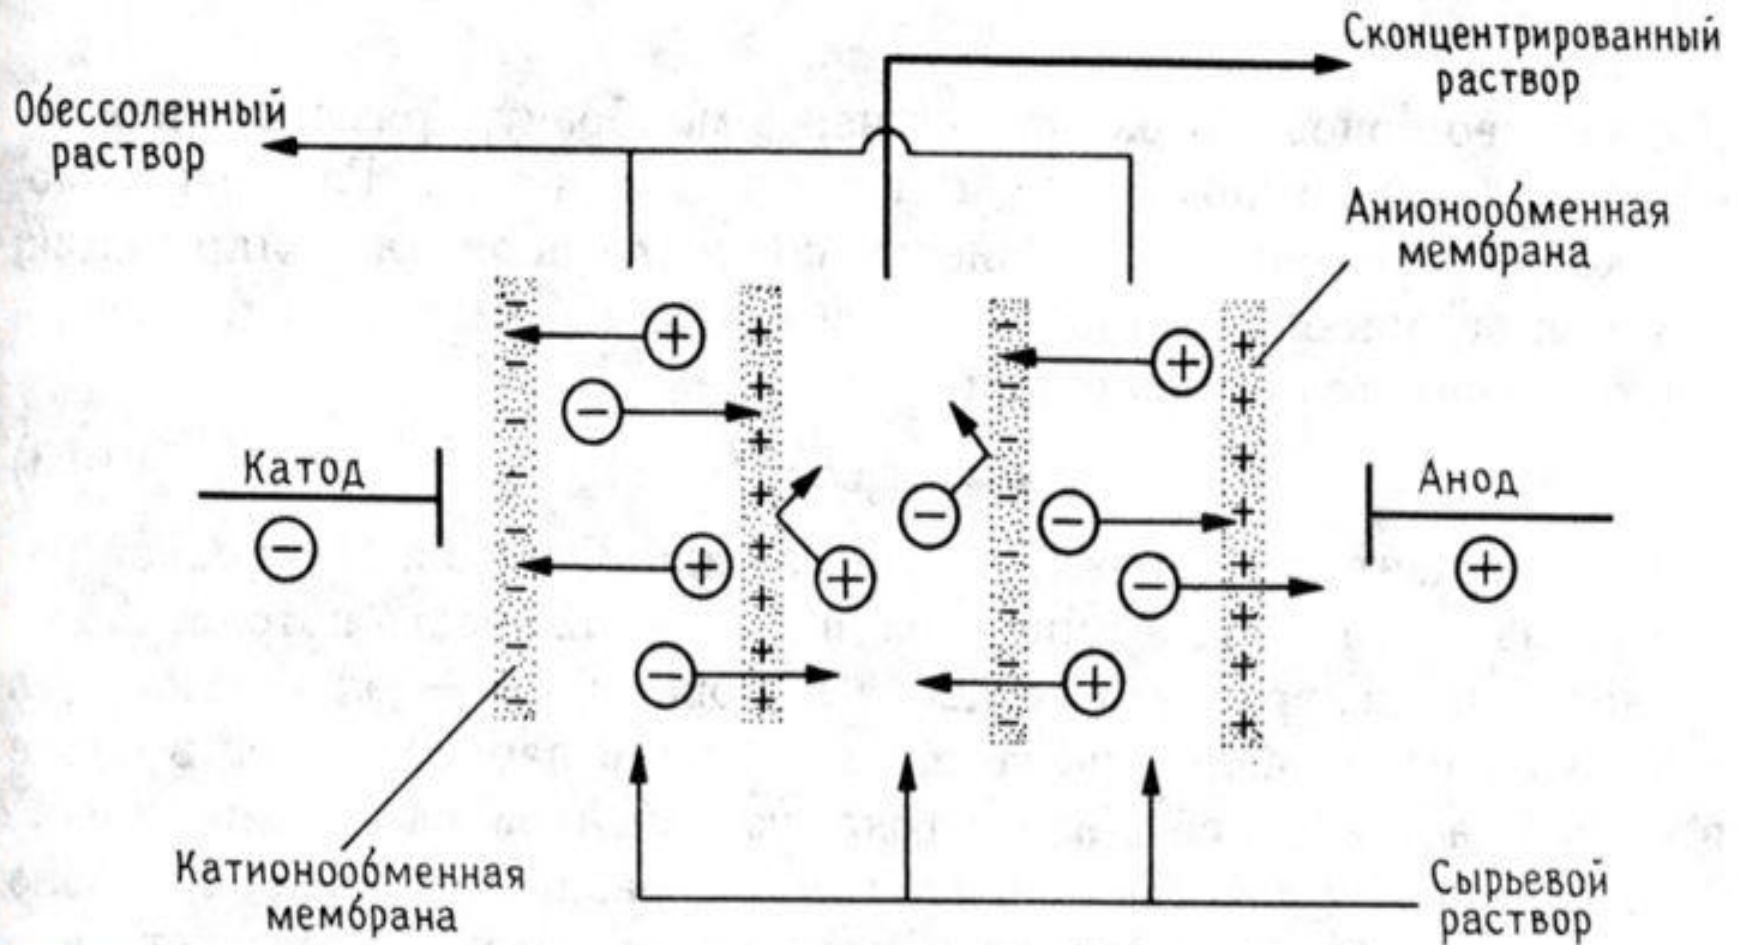 Сконцентрированный
раствор
Обессоленный
раствор
Анионообменная
мембрана
Катод
Анод
Катионообменная
мембрана
Сырьевой
раствор